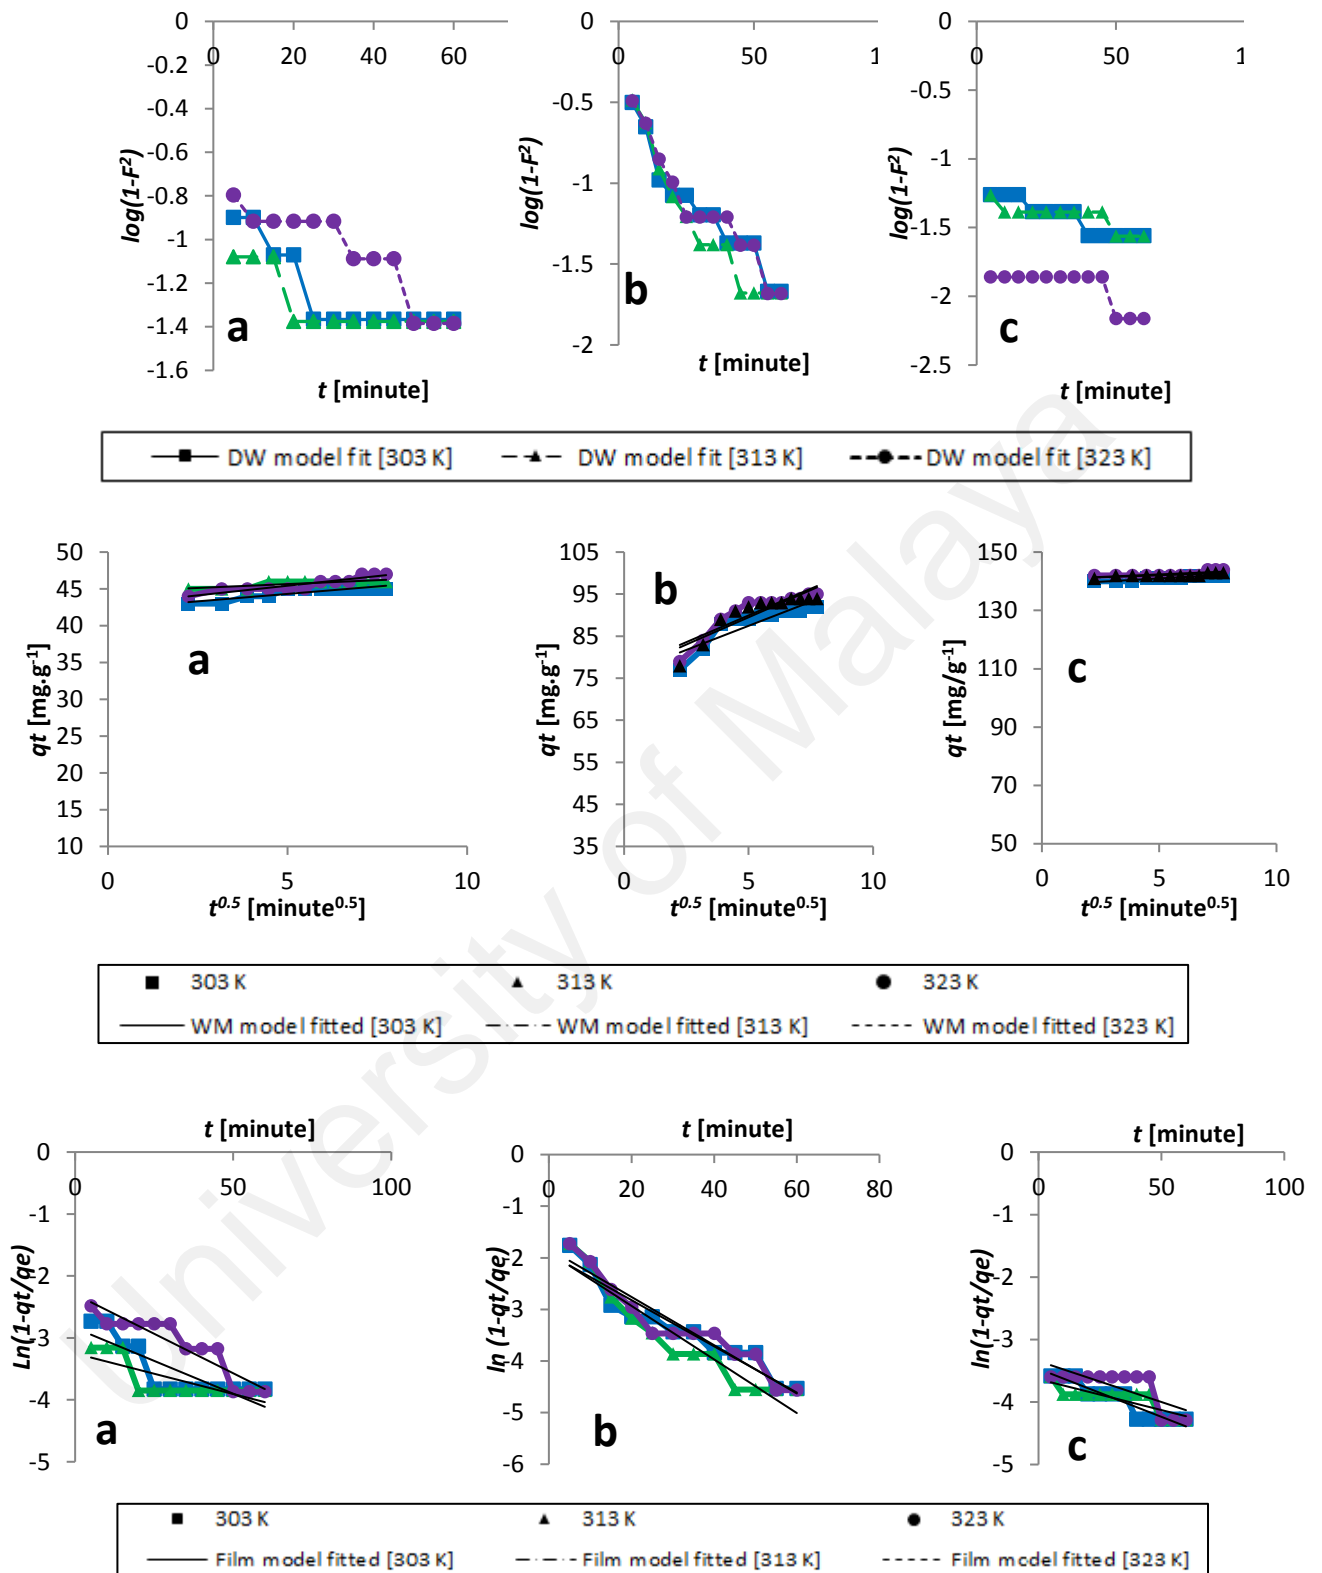 0 0 0
0 20 40 60 0 50 1 0 50 1
-0.2
-0.4
-0.6
-0.8
-1
-1.2
-1.4
-1.6
log(1-F²)
a
t [minute]
-0.5
-1
-1.5
-2
log(1-F²)
b
t [minute]
-0.5
-1
-1.5
-2
-2.5
log(1-F²)
c
t [minute]
DW model fit [303 K] DW model fit [313 K] DW model fit [323 K]
50
45
40
35
30
25
20
15
10
qt [mg.g⁻¹]
a
0 5 10
t⁰·⁵ [minute⁰·⁵]
105
95
85
75
65
55
45
35
qt [mg.g⁻¹]
b
0 5 10
t⁰·⁵ [minute⁰·⁵]
150
130
110
90
70
50
qt [mg/g⁻¹]
c
0 5 10
t⁰·⁵ [minute⁰·⁵]
303 K 313 K 323 K
WM model fitted [303 K] WM model fitted [313 K] WM model fitted [323 K]
t [minute]
0
0 50 100
-1
-2
-3
-4
-5
Ln(1-qt/qe)
a
t [minute]
0
0 20 40 60 80
-1
-2
-3
-4
-5
-6
ln (1-qt/qe)
b
t [minute]
0
0 50 100
-1
-2
-3
-4
-5
ln(1-qt/qe)
c
303 K 313 K 323 K
Film model fitted [303 K] Film model fitted [313 K] Film model fitted [323 K]
University of Malaya